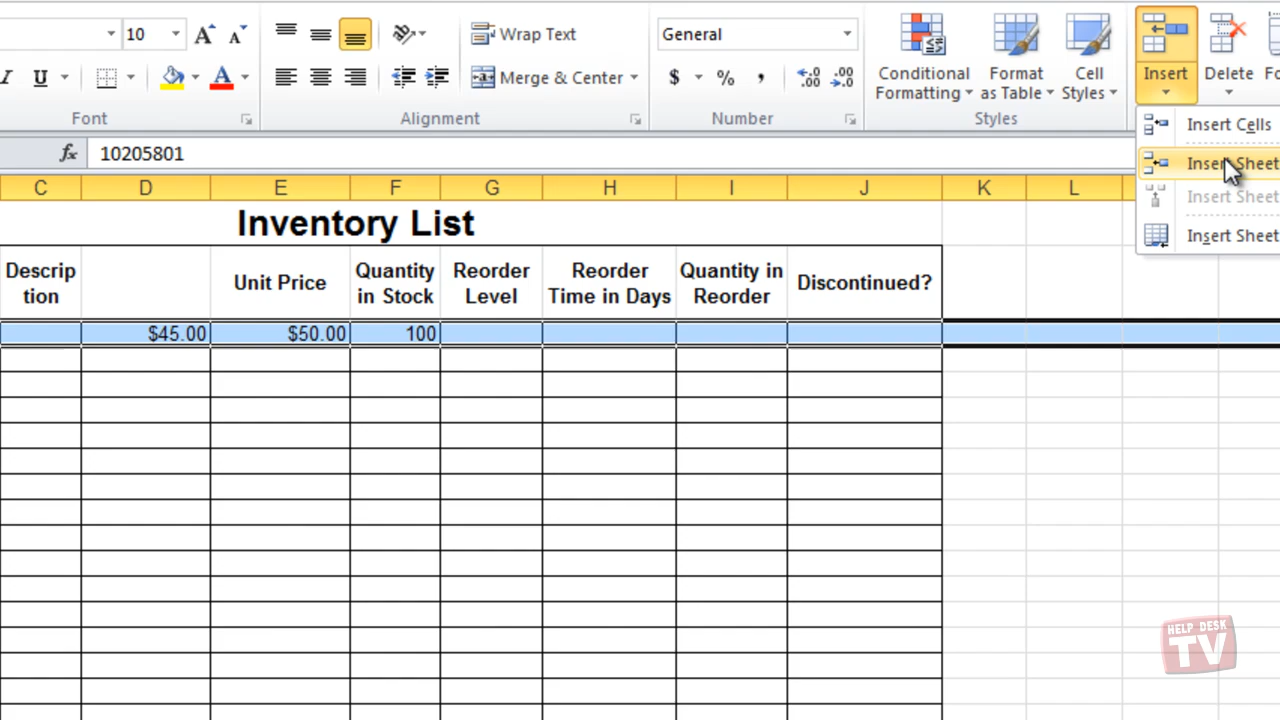 10
Wrap Text
General
I U
Merge & Center
$ % , .00 .00
Conditional Formatting
Format as Table
Cell Styles
Insert
Delete
Font
Alignment
Number
Styles
Insert Cells
fx 10205801
Insert Sheet
C D E F G H I J K L
Insert Sheet
Inventory List
Insert Sheet
Descrip
tion
Unit Price
Quantity
in Stock
Reorder
Level
Reorder
Time in Days
Quantity in
Reorder
Discontinued?
$45.00 $50.00 100
HELP DESK
TV